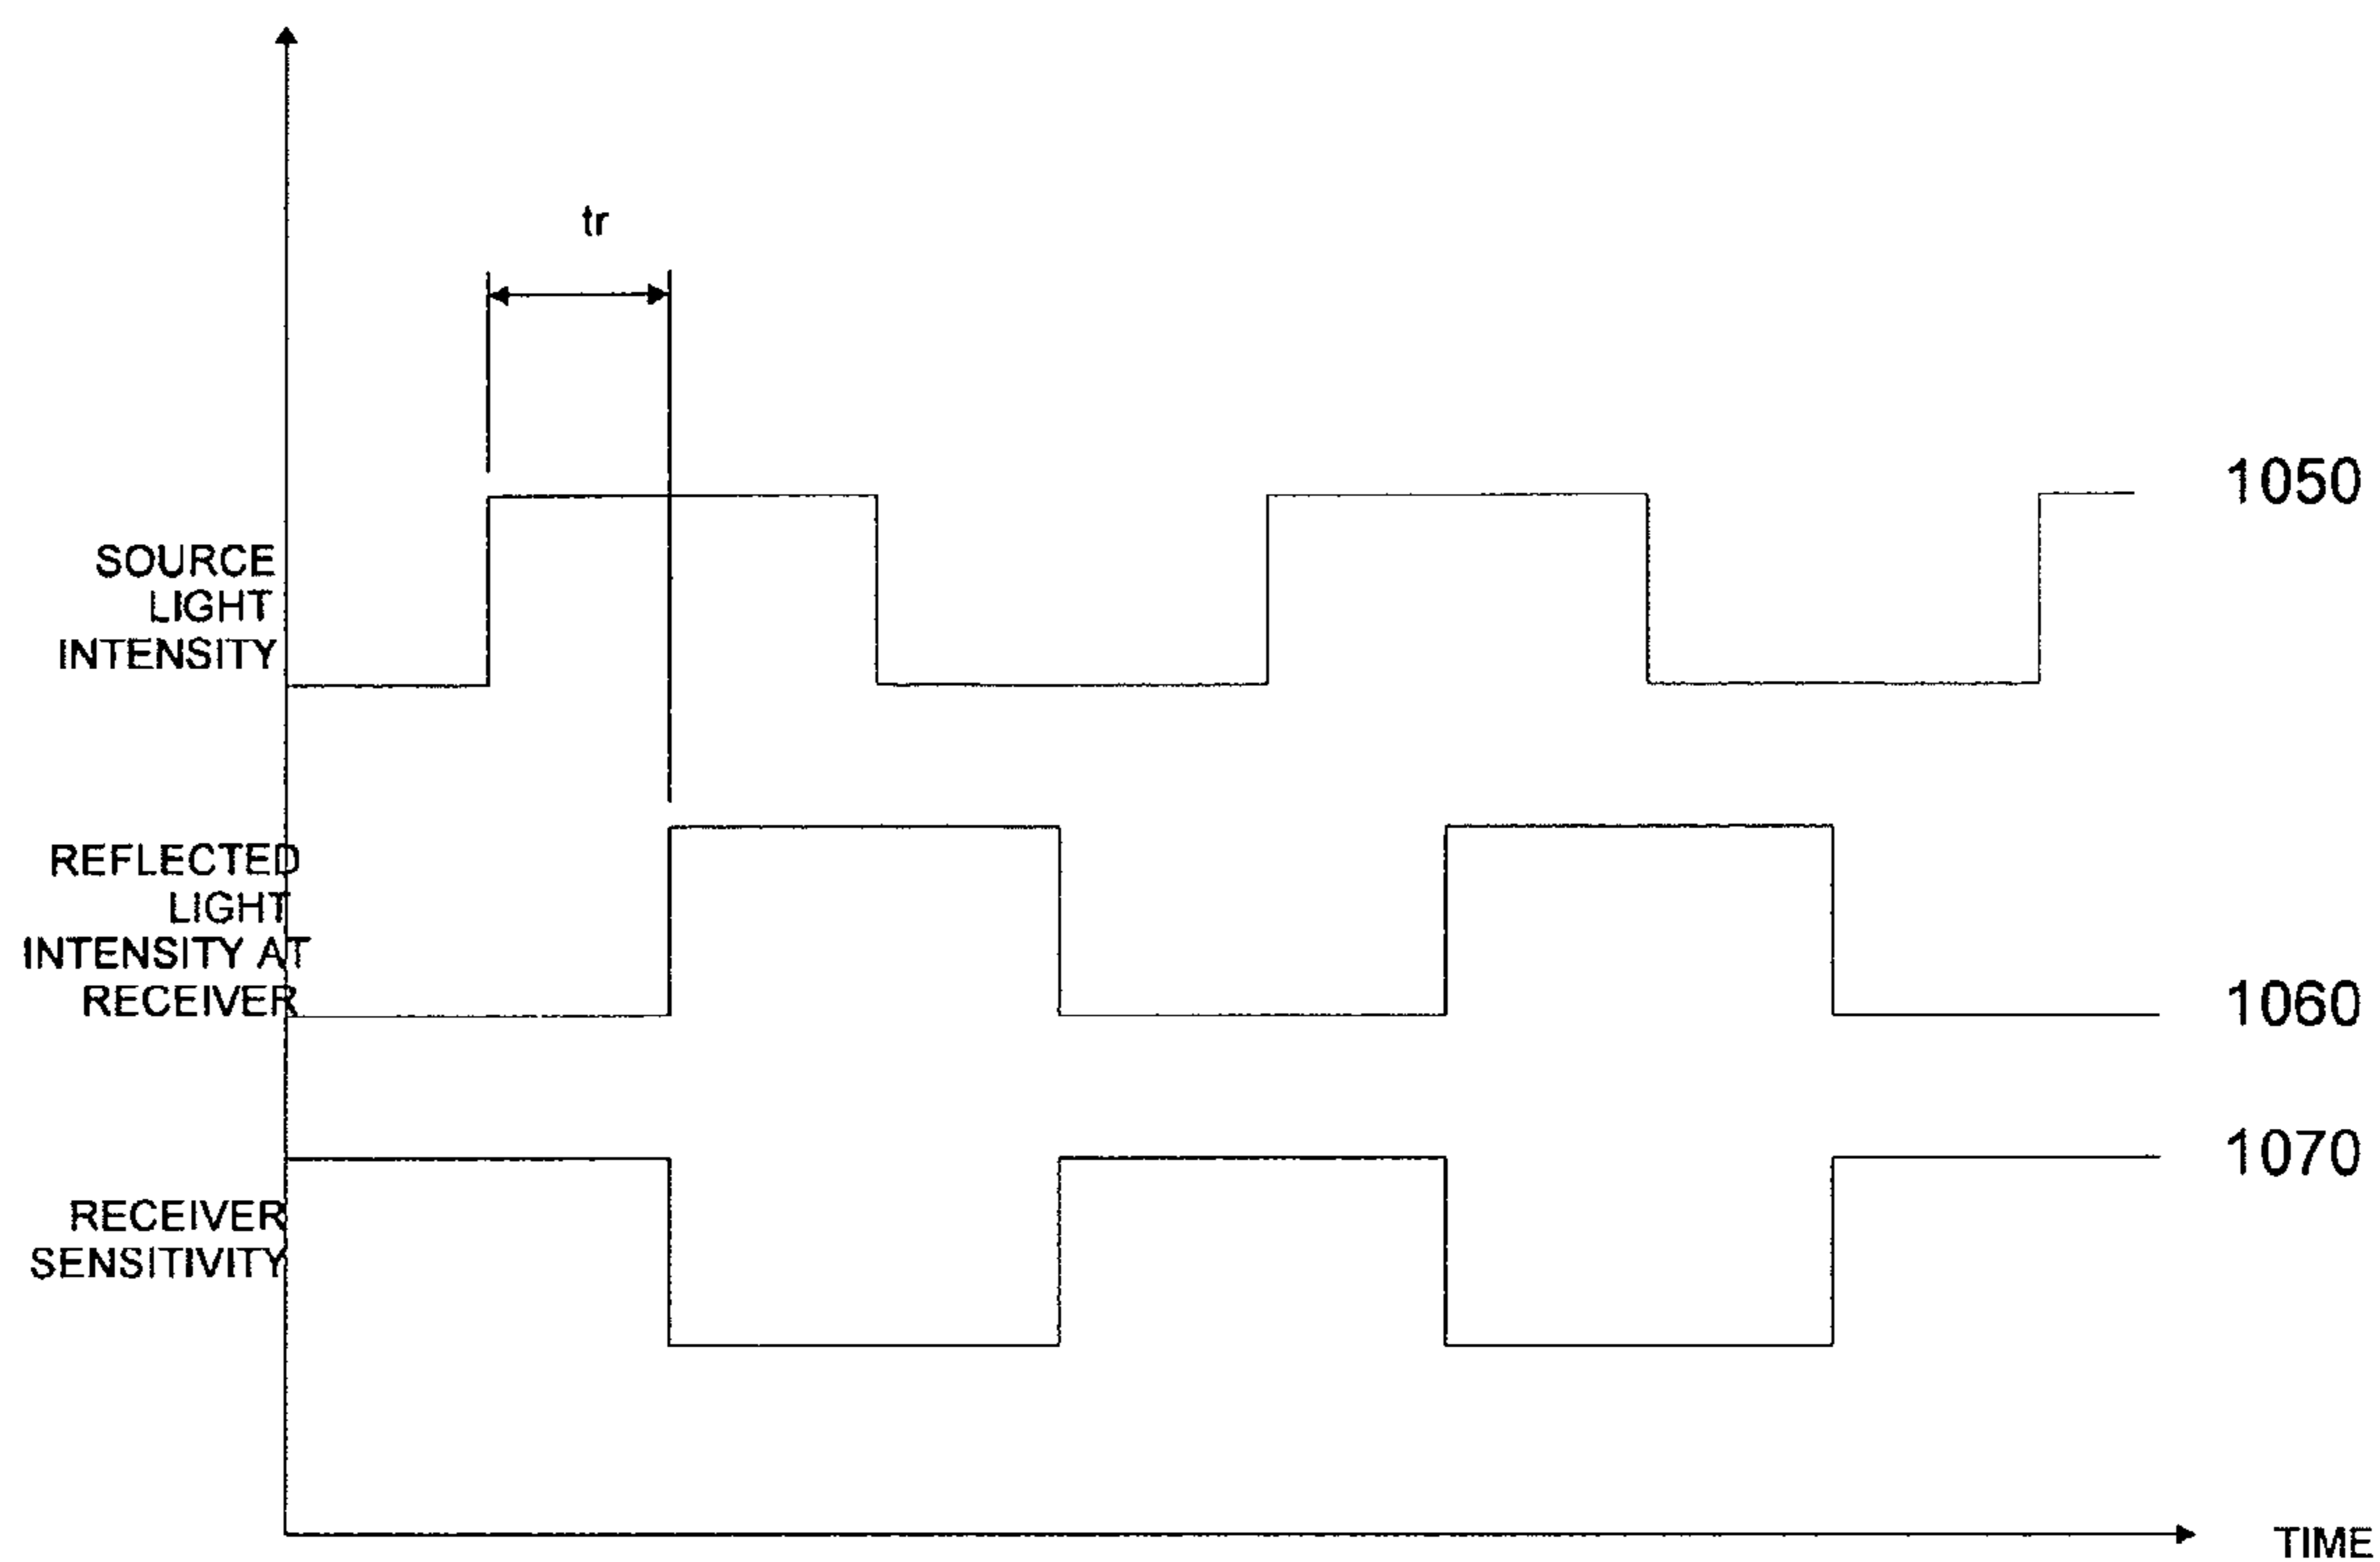 tr
1050
SOURCE
LIGHT
INTENSITY
REFLECTED
LIGHT
INTENSITY AT
RECEIVER
1060
1070
RECEIVER
SENSITIVITY
TIME